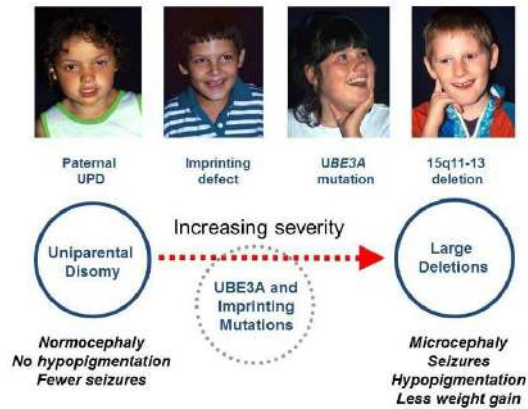 Paternal
UPD
Imprinting
defect
UBE3A
mutation
15q11-13
deletion
Increasing severity
Uniparental
Disomy
UBE3A and
Imprinting
Mutations
Large
Deletions
Normocephaly
No hypopigmentation
Fewer seizures
Microcephaly
Seizures
Hypopigmentation
Less weight gain